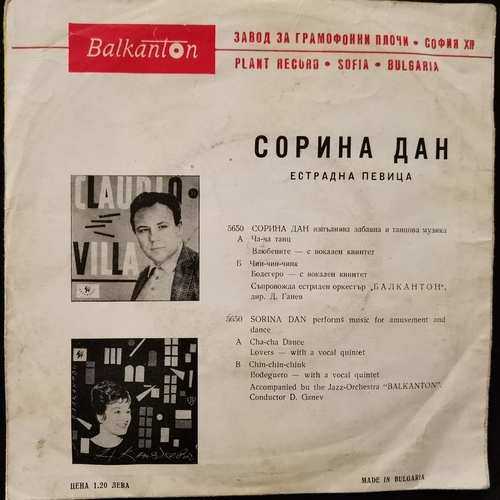 Balkanton
ЗАВОД ЗА ГРАМОФОННИ ПЛОЧИ • СОФИЯ XII
PLANT RECORD • SOFIA • BULGARIA
СОРИНА ДАН
ЕСТРАДНА ПЕВИЦА
CLAUDIO
VILLA
5650 СОРИНА ДАН изпълнява забавна и танцова музика
А Ча-ча танц
Влюбените — с вокален квинтет
Б Чин-чин-чинк
Бодегеро — с вокален квинтет
Съпровожда естраден оркестър „БАЛКАНТОН",
дир. Д. Ганев
5650 SORINA DAN performs music for amusement and
dance
A Cha-cha Dance
Lovers — with a vocal quintet
B Chin-chin-chink
Bodeguero — with a vocal quintet
Accompanied bu the Jazz-Orchestra "BALKANTON".
Conductor D. Ganev
ЦЕНА 1.20 ЛЕВА
MADE IN BULGARIA